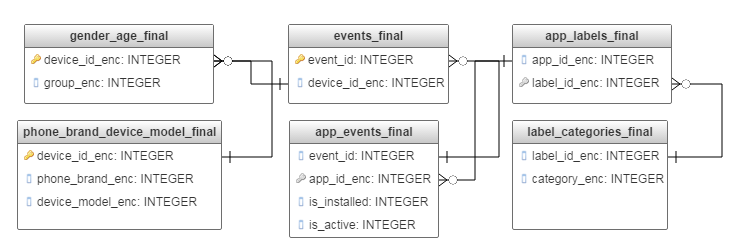 gender_age_final
device_id_enc: INTEGER
group_enc: INTEGER
events_final
event_id: INTEGER
device_id_enc: INTEGER
app_labels_final
app_id_enc: INTEGER
label_id_enc: INTEGER
phone_brand_device_model_final
device_id_enc: INTEGER
phone_brand_enc: INTEGER
device_model_enc: INTEGER
app_events_final
event_id: INTEGER
app_id_enc: INTEGER
is_installed: INTEGER
is_active: INTEGER
label_categories_final
label_id_enc: INTEGER
category_enc: INTEGER